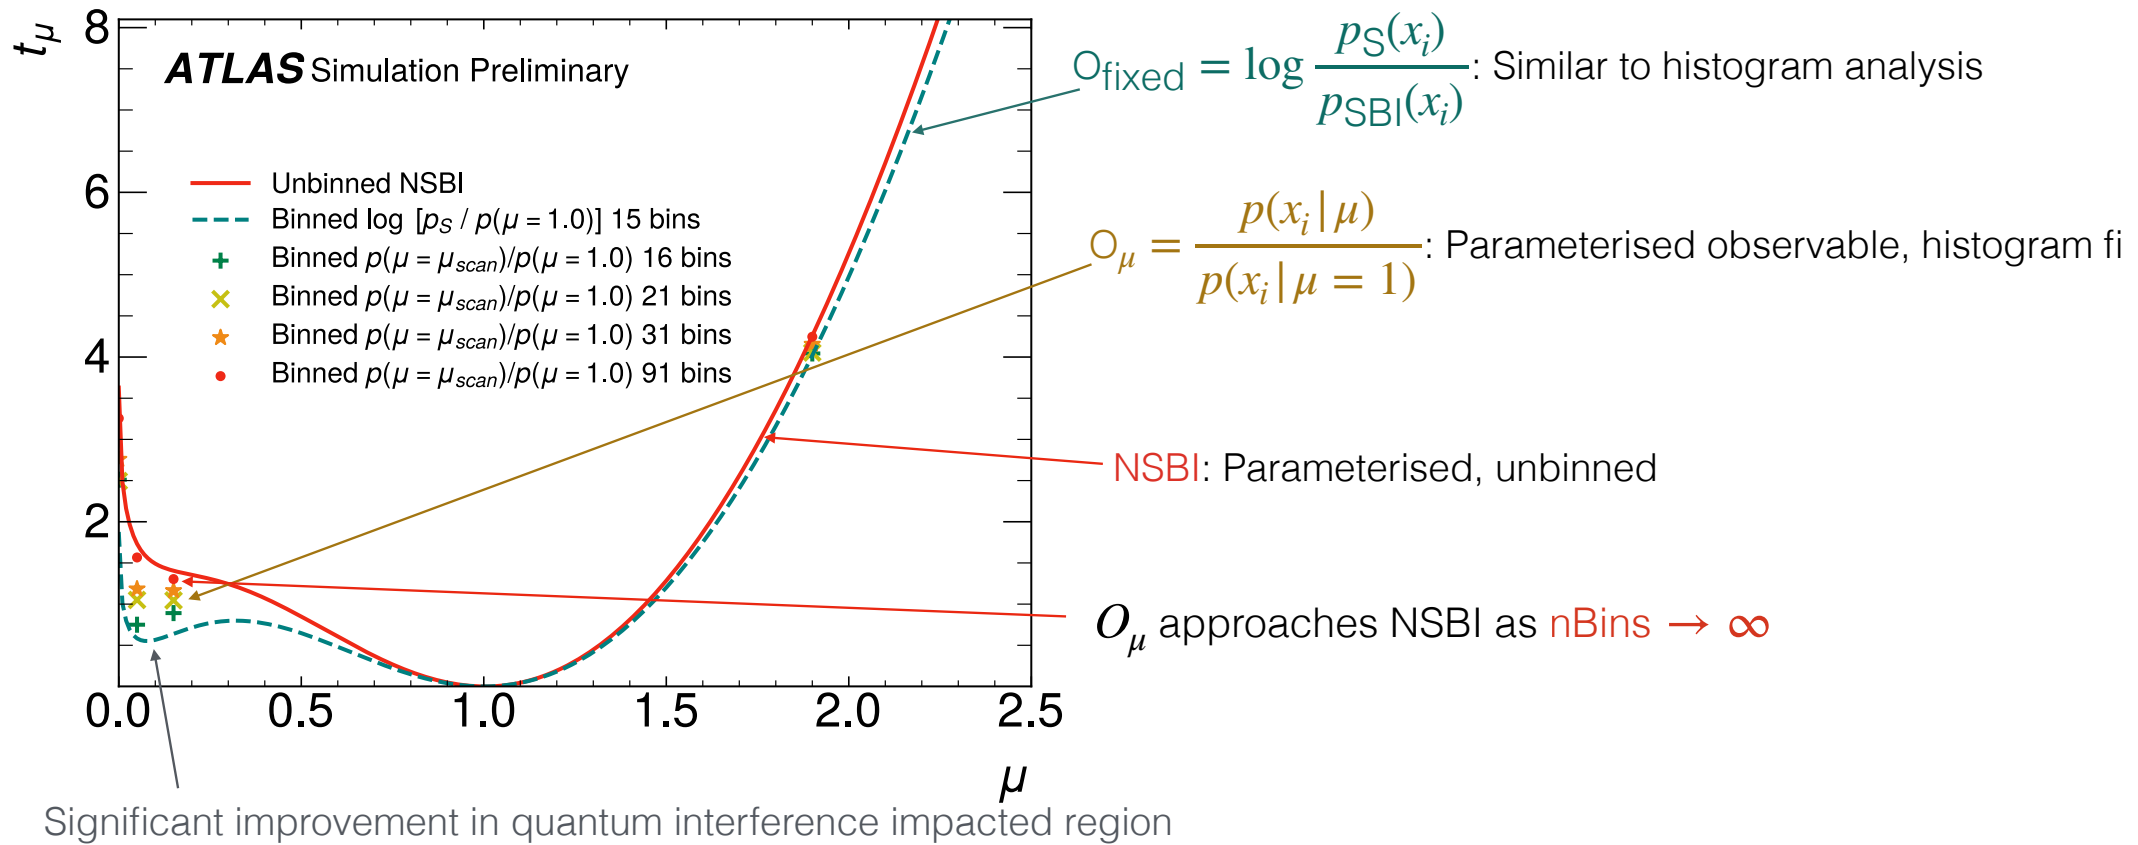 t_μ
8
6
4
2
ATLAS Simulation Preliminary
Unbinned NSBI
Binned log [p_S / p(μ = 1.0)] 15 bins
Binned p(μ = μ_scan)/p(μ = 1.0) 16 bins
Binned p(μ = μ_scan)/p(μ = 1.0) 21 bins
Binned p(μ = μ_scan)/p(μ = 1.0) 31 bins
Binned p(μ = μ_scan)/p(μ = 1.0) 91 bins
0.0 0.5 1.0 1.5 2.0 2.5
μ
O_fixed = log p_S(x_i) / p_SBI(x_i) : Similar to histogram analysis
O_μ = p(x_i | μ) / p(x_i | μ = 1) : Parameterised observable, histogram fi
NSBI: Parameterised, unbinned
O_μ approaches NSBI as nBins → ∞
Significant improvement in quantum interference impacted region